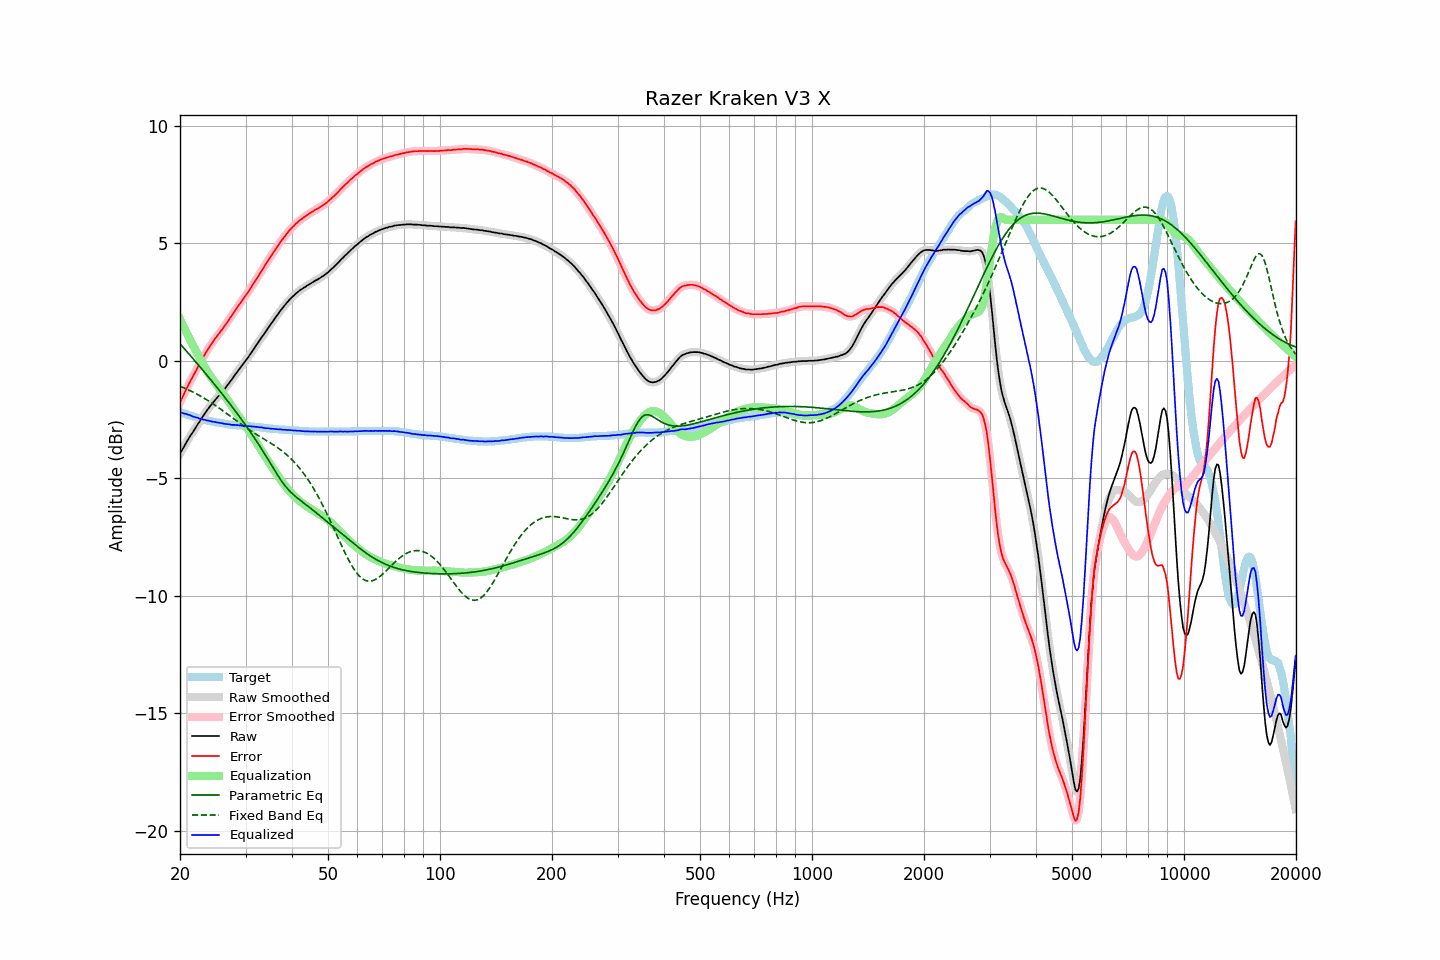 Razer Kraken V3 X
10
5
0
−5
−10
−15
−20
Amplitude (dBr)
Target
Raw Smoothed
Error Smoothed
Raw
Error
Equalization
Parametric Eq
Fixed Band Eq
Equalized
20 50 100 200 500 1000 2000 5000 10000 20000
Frequency (Hz)